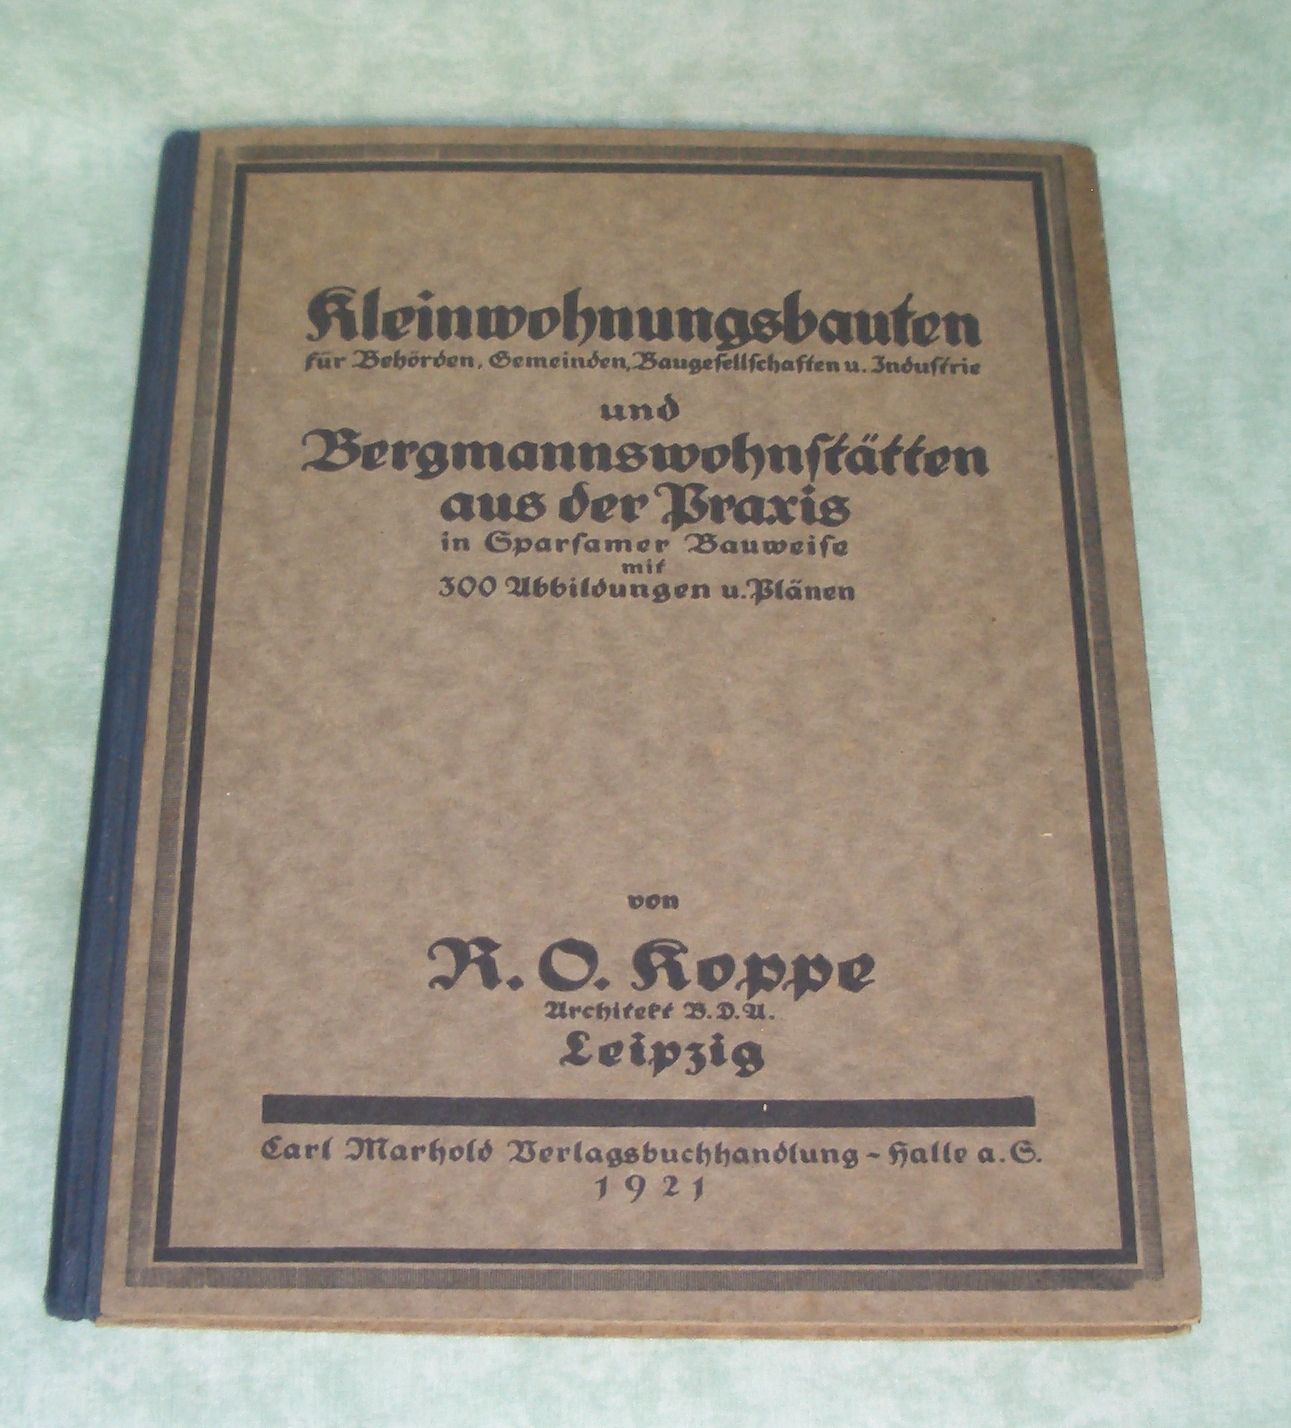 Kleinwohnungsbauten
für Behörden, Gemeinden, Baugeſellſchaften u. Induſtrie
und
Bergmannswohnſtätten
aus der Praxis
in Sparſamer Bauweiſe
mit
300 Abbildungen u. Plänen
von
R. O. Koppe
Architekt B. D. A.
Leipzig
Carl Marhold Verlagsbuchhandlung - Halle a. S.
1921